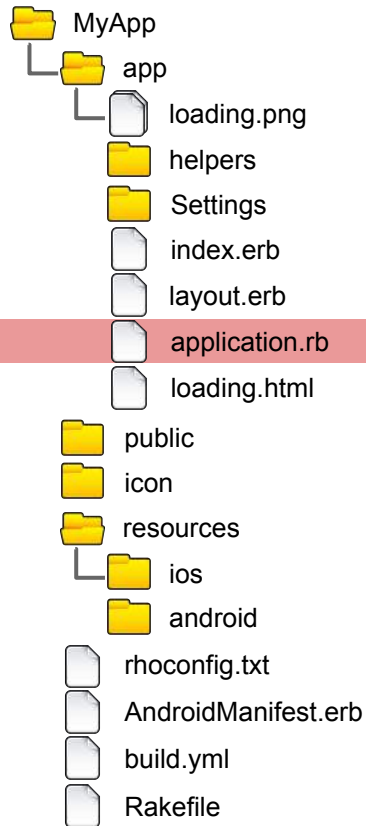 MyApp
app
loading.png
helpers
Settings
index.erb
layout.erb
application.rb
loading.html
public
icon
resources
ios
android
rhoconfig.txt
AndroidManifest.erb
build.yml
Rakefile